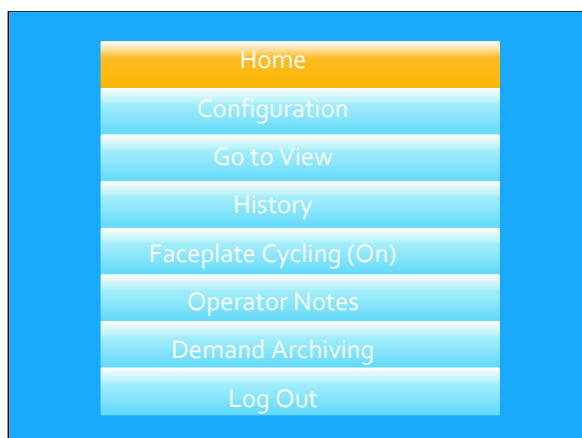 Home
Configuration
Go to View
History
Faceplate Cycling (On)
Operator Notes
Demand Archiving
Log Out